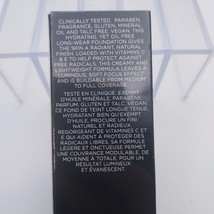 CLINICALLY TESTED. PARABEN,
FRAGRANCE, GLUTEN, MINERAL
OIL AND TALC FREE. VEGAN. THIS
HYDRATING, YET OIL FREE
LONG-WEAR FOUNDATION GIVES
THE SKIN A RADIANT, NATURAL
FINISH. LOADED WITH VITAMINS C
& E TO HELP PROTECT AGAINST
FREE RADICALS, THIS CREAMY AND
LIGHTWEIGHT FORMULA LEAVES A
LUMINOUS, SOFT FOCUS EFFECT
AND IS BUILDABLE FROM MEDIUM
TO FULL COVERAGE.
TESTÉ EN CLINIQUE. EXEMPT
D'HUILE MINÉRALE, PARABÈNE,
PARFUM, GLUTEN ET TALC. VÉGAN.
CE FOND DE TEINT LONGUE TENUE
HYDRATANT BIEN QU'EXEMPT
D'HUILE, PROCURE UN FINI
NATUREL ET RADIEUX.
REGORGEANT DE VITAMINES C ET
E QUI AIDENT À PROTÉGER DES
RADICAUX LIBRES, SA FORMULE
LÉGÈRE ET ONCTUEUSE PERMET
UNE COUVRANCE MODULABLE, DE
MOYENNE À TOTALE, POUR UN
RÉSULTAT LUMINEUX
ET ÉVANESCENT.